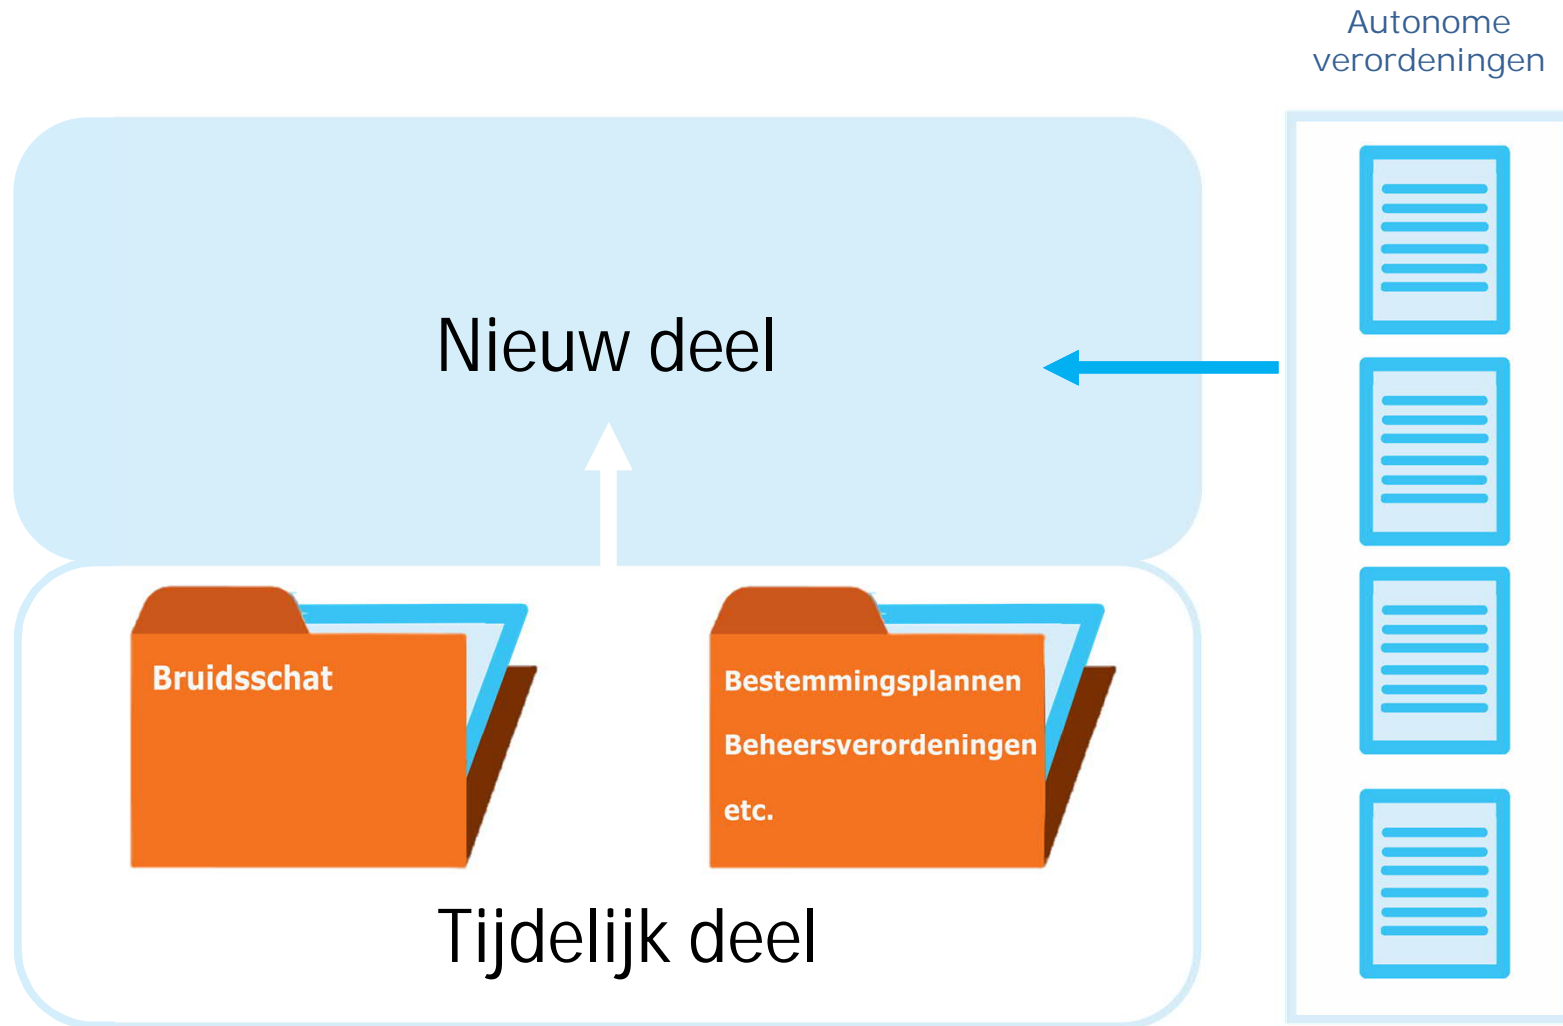 Autonome
verordeningen
Nieuw deel
Bruidsschat
Bestemmingsplannen
Beheersverordeningen
etc.
Tijdelijk deel